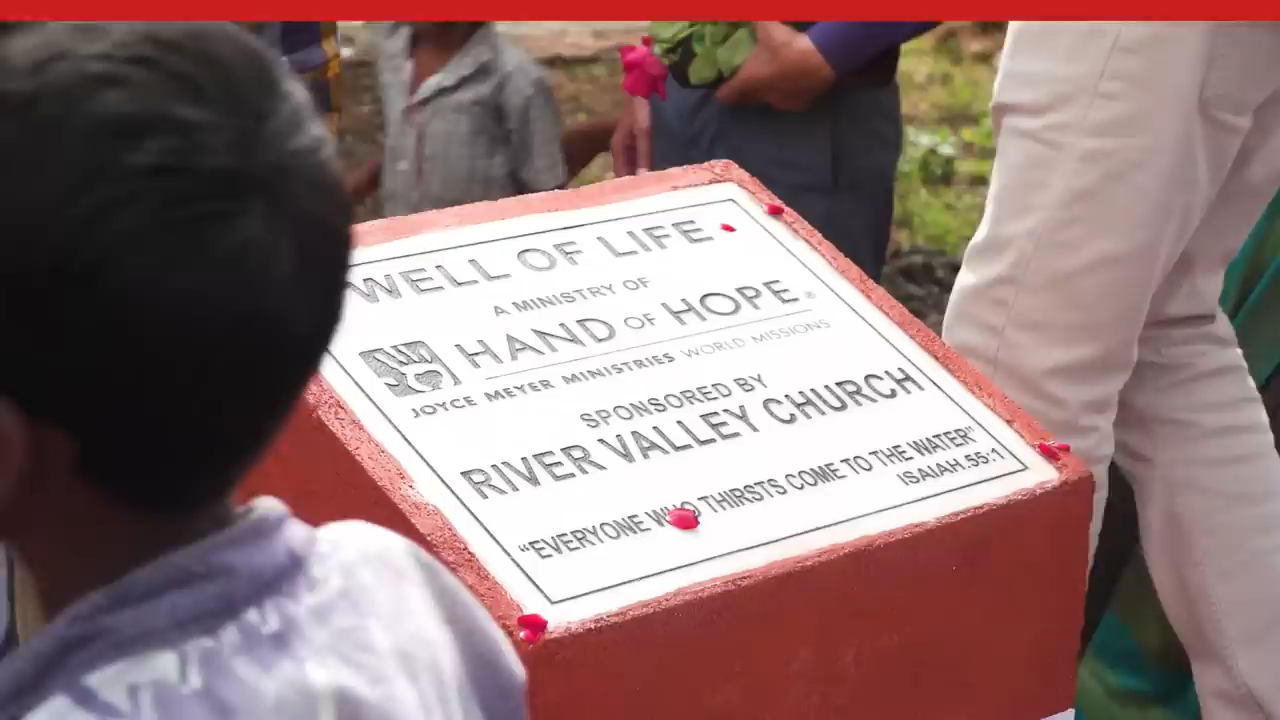 WELL OF LIFE
A MINISTRY OF
HAND OF HOPE®
JOYCE MEYER MINISTRIES WORLD MISSIONS
SPONSORED BY
RIVER VALLEY CHURCH
“EVERYONE WHO THIRSTS COME TO THE WATER”
ISAIAH.55:1